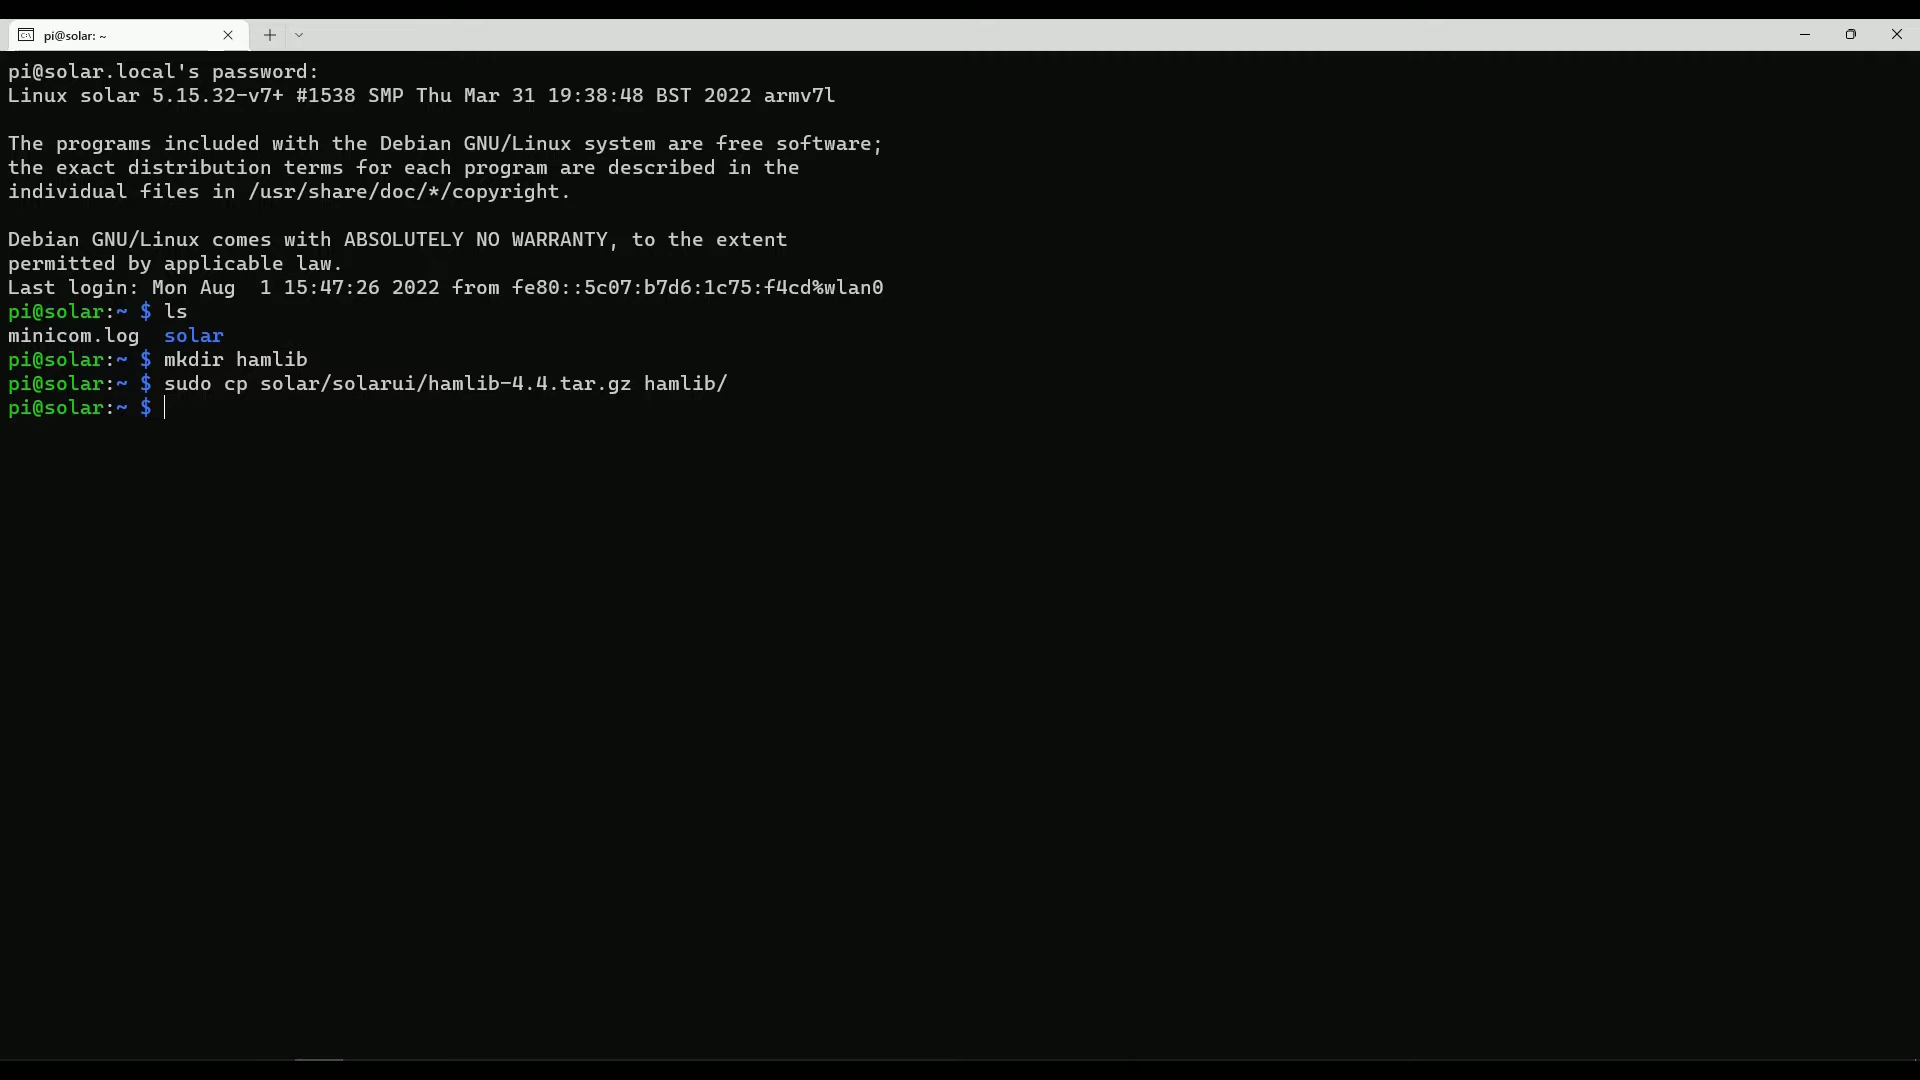 pi@solar: ~
pi@solar.local's password:
Linux solar 5.15.32-v7+ #1538 SMP Thu Mar 31 19:38:48 BST 2022 armv7l
The programs included with the Debian GNU/Linux system are free software;
the exact distribution terms for each program are described in the
individual files in /usr/share/doc/*/copyright.
Debian GNU/Linux comes with ABSOLUTELY NO WARRANTY, to the extent
permitted by applicable law.
Last login: Mon Aug  1 15:47:26 2022 from fe80::5c07:b7d6:1c75:f4cd%wlan0
pi@solar:~ $ ls
minicom.log  solar
pi@solar:~ $ mkdir hamlib
pi@solar:~ $ sudo cp solar/solarui/hamlib-4.4.tar.gz hamlib/
pi@solar:~ $